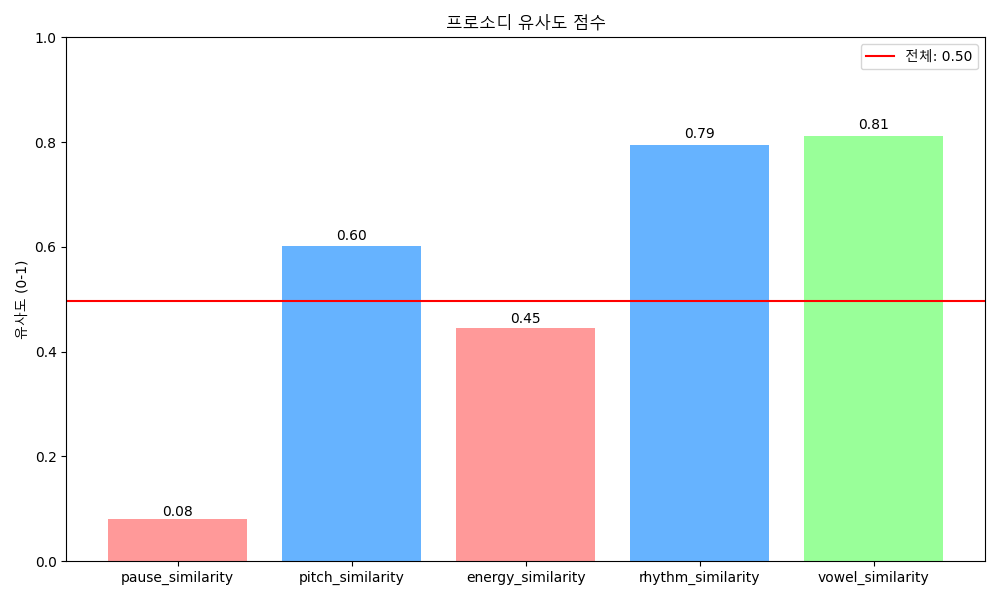 프로소디 유사도 점수
전체: 0.50
유사도 (0-1)
1.0
0.8
0.6
0.4
0.2
0.0
0.08
0.60
0.45
0.79
0.81
pause_similarity
pitch_similarity
energy_similarity
rhythm_similarity
vowel_similarity